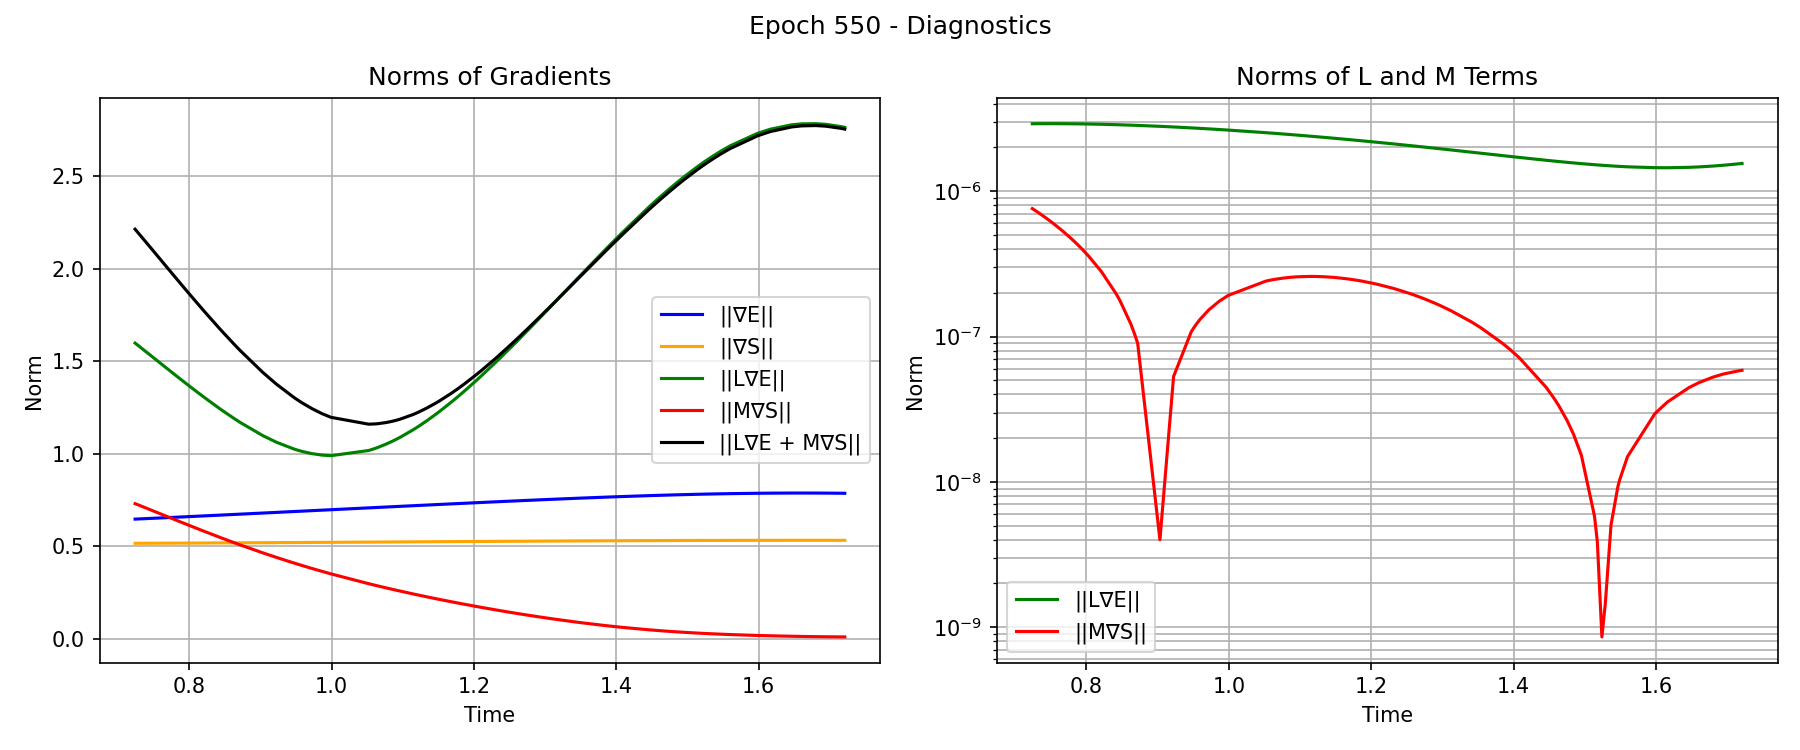 Epoch 550 - Diagnostics
Norms of Gradients
Norm
2.5
2.0
1.5
1.0
0.5
0.0
||∇E||
||∇S||
||L∇E||
||M∇S||
||L∇E + M∇S||
0.8 1.0 1.2 1.4 1.6
Time
Norms of L and M Terms
Norm
10⁻⁶
10⁻⁷
10⁻⁸
10⁻⁹
||L∇E||
||M∇S||
0.8 1.0 1.2 1.4 1.6
Time